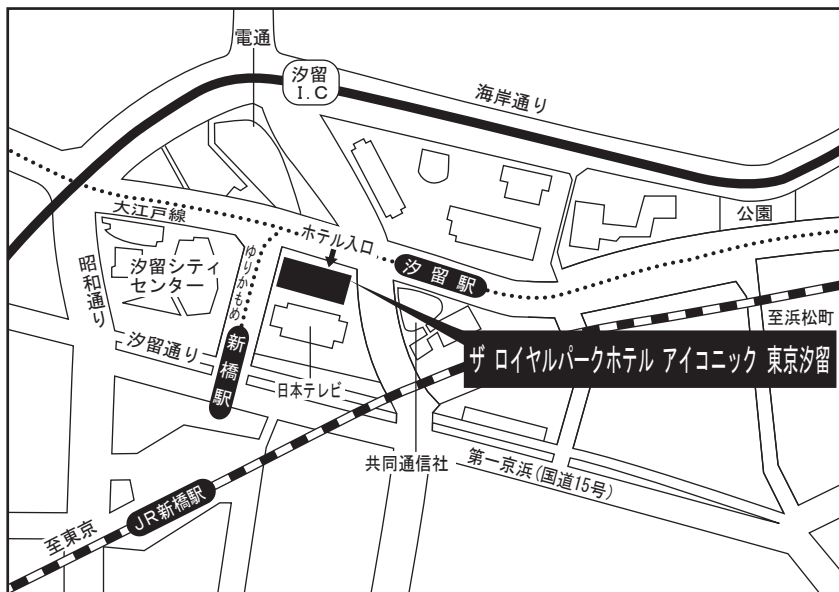 電通
汐留
I.C
海岸通り
公園
大江戸線
ホテル入口
汐留駅
昭和通り
汐留シティ
センター
ゆりかもめ
至浜松町
汐留通り
新橋駅
日本テレビ
ザ ロイヤルパークホテル アイコニック 東京汐留
共同通信社
第一京浜(国道15号)
JR新橋駅
至東京